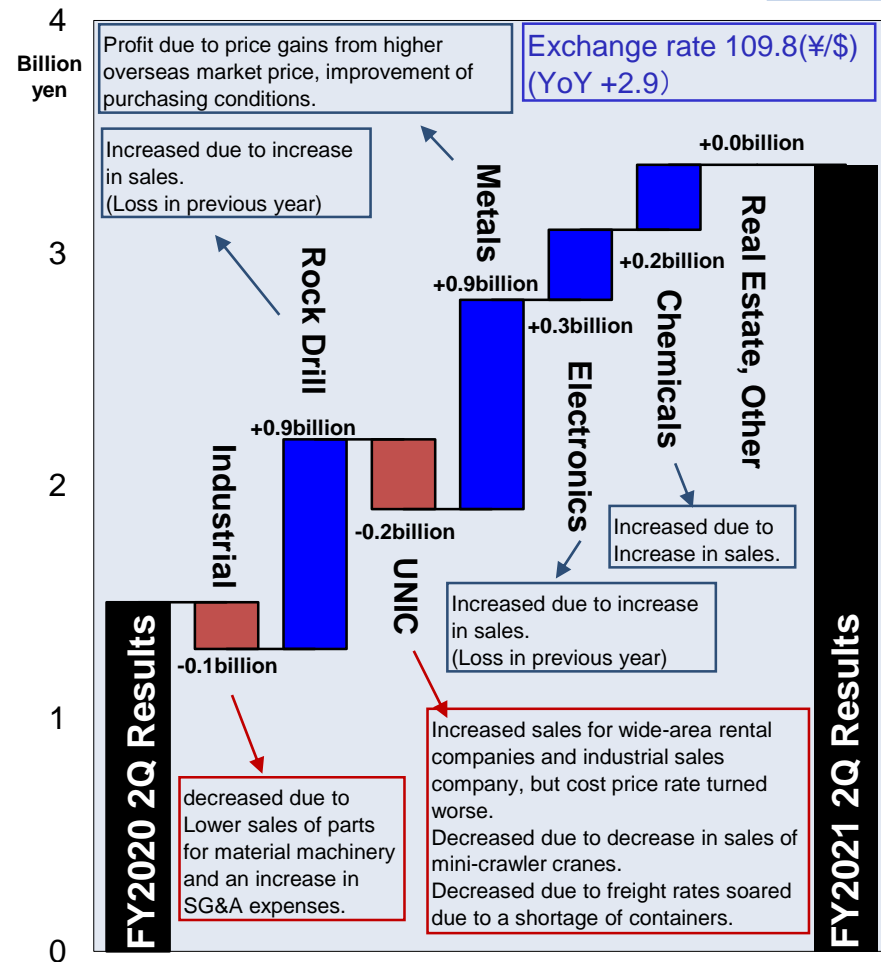 4
Billion
yen
3
2
1
0
Profit due to price gains from higher
overseas market price, improvement of
purchasing conditions.
Exchange rate 109.8(¥/$)
(YoY +2.9）
Increased due to increase
in sales.
(Loss in previous year)
FY2020 2Q Results
Industrial
-0.1billion
Rock Drill
+0.9billion
UNIC
-0.2billion
Metals
+0.9billion
Electronics
+0.3billion
Chemicals
+0.2billion
Real Estate, Other
+0.0billion
FY2021 2Q Results
Increased due to
Increase in sales.
Increased due to increase
in sales.
(Loss in previous year)
decreased due to
Lower sales of parts
for material machinery
and an increase in
SG&A expenses.
Increased sales for wide-area rental
companies and industrial sales
company, but cost price rate turned
worse.
Decreased due to decrease in sales of
mini-crawler cranes.
Decreased due to freight rates soared
due to a shortage of containers.